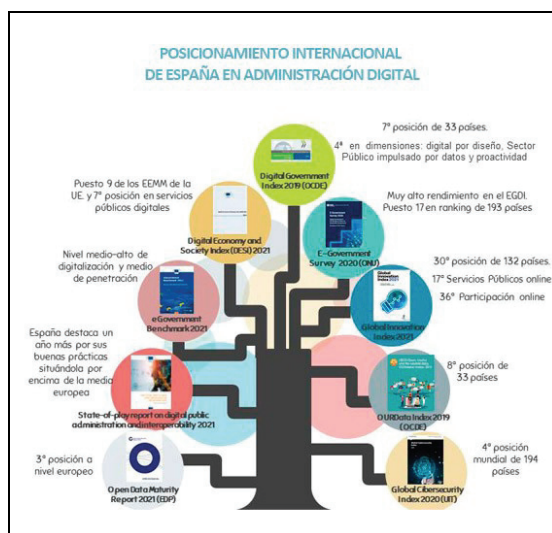 POSICIONAMIENTO INTERNACIONAL
DE ESPAÑA EN ADMINISTRACIÓN DIGITAL
7ª posición de 33 países.
4ª en dimensiones: digital por diseño, Sector
Público impulsado por datos y proactividad
Digital Government
Index 2019 (OCDE)
Puesto 9 de los EEMM de la
UE. y 7ª posición en servicios
públicos digitales
Digital Economy and
Society Index (DESI) 2021
Muy alto rendimiento en el EGDI.
Puesto 17 en ranking de 193 países
E-Government
Survey 2020 (ONU)
Nivel medio-alto de
digitalización y medio
de penetración
eGovernment
Benchmark 2021
30ª posición de 132 países.
17ª Servicios Públicos online
36ª Participación online
Global
Innovation
Index 2021
Global Innovation
Index 2021
España destaca un
año más por sus
buenas prácticas
situándola por
encima de la media
europea
State-of-play report on digital public
administration and interoperability 2021
8ª posición de
33 países
OURData Index 2019
(OCDE)
3ª posición a
nivel europeo
Open Data Maturity
Report 2021 (EDP)
4ª posición
mundial de 194
países
Global Cibersecurity
Index 2020 (UIT)